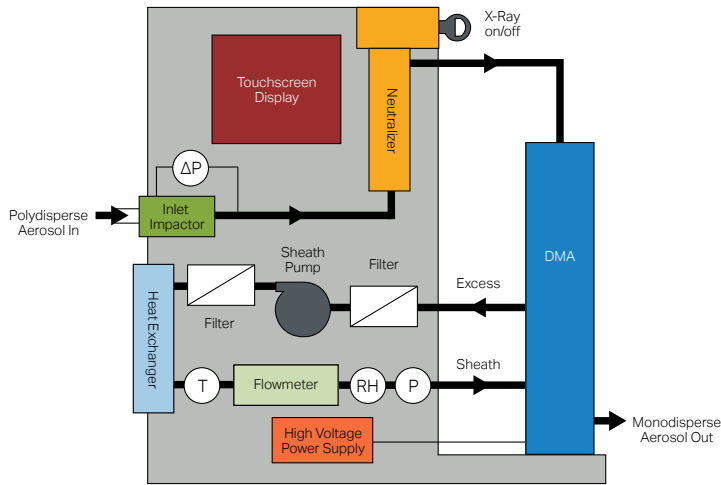 X-Ray
on/off
Touchscreen
Display
Neutralizer
ΔP
Polydisperse
Aerosol In
Inlet
Impactor
DMA
Sheath
Pump
Filter
Excess
Filter
Heat Exchanger
Sheath
T
Flowmeter
RH
P
High Voltage
Power Supply
Monodisperse
Aerosol Out